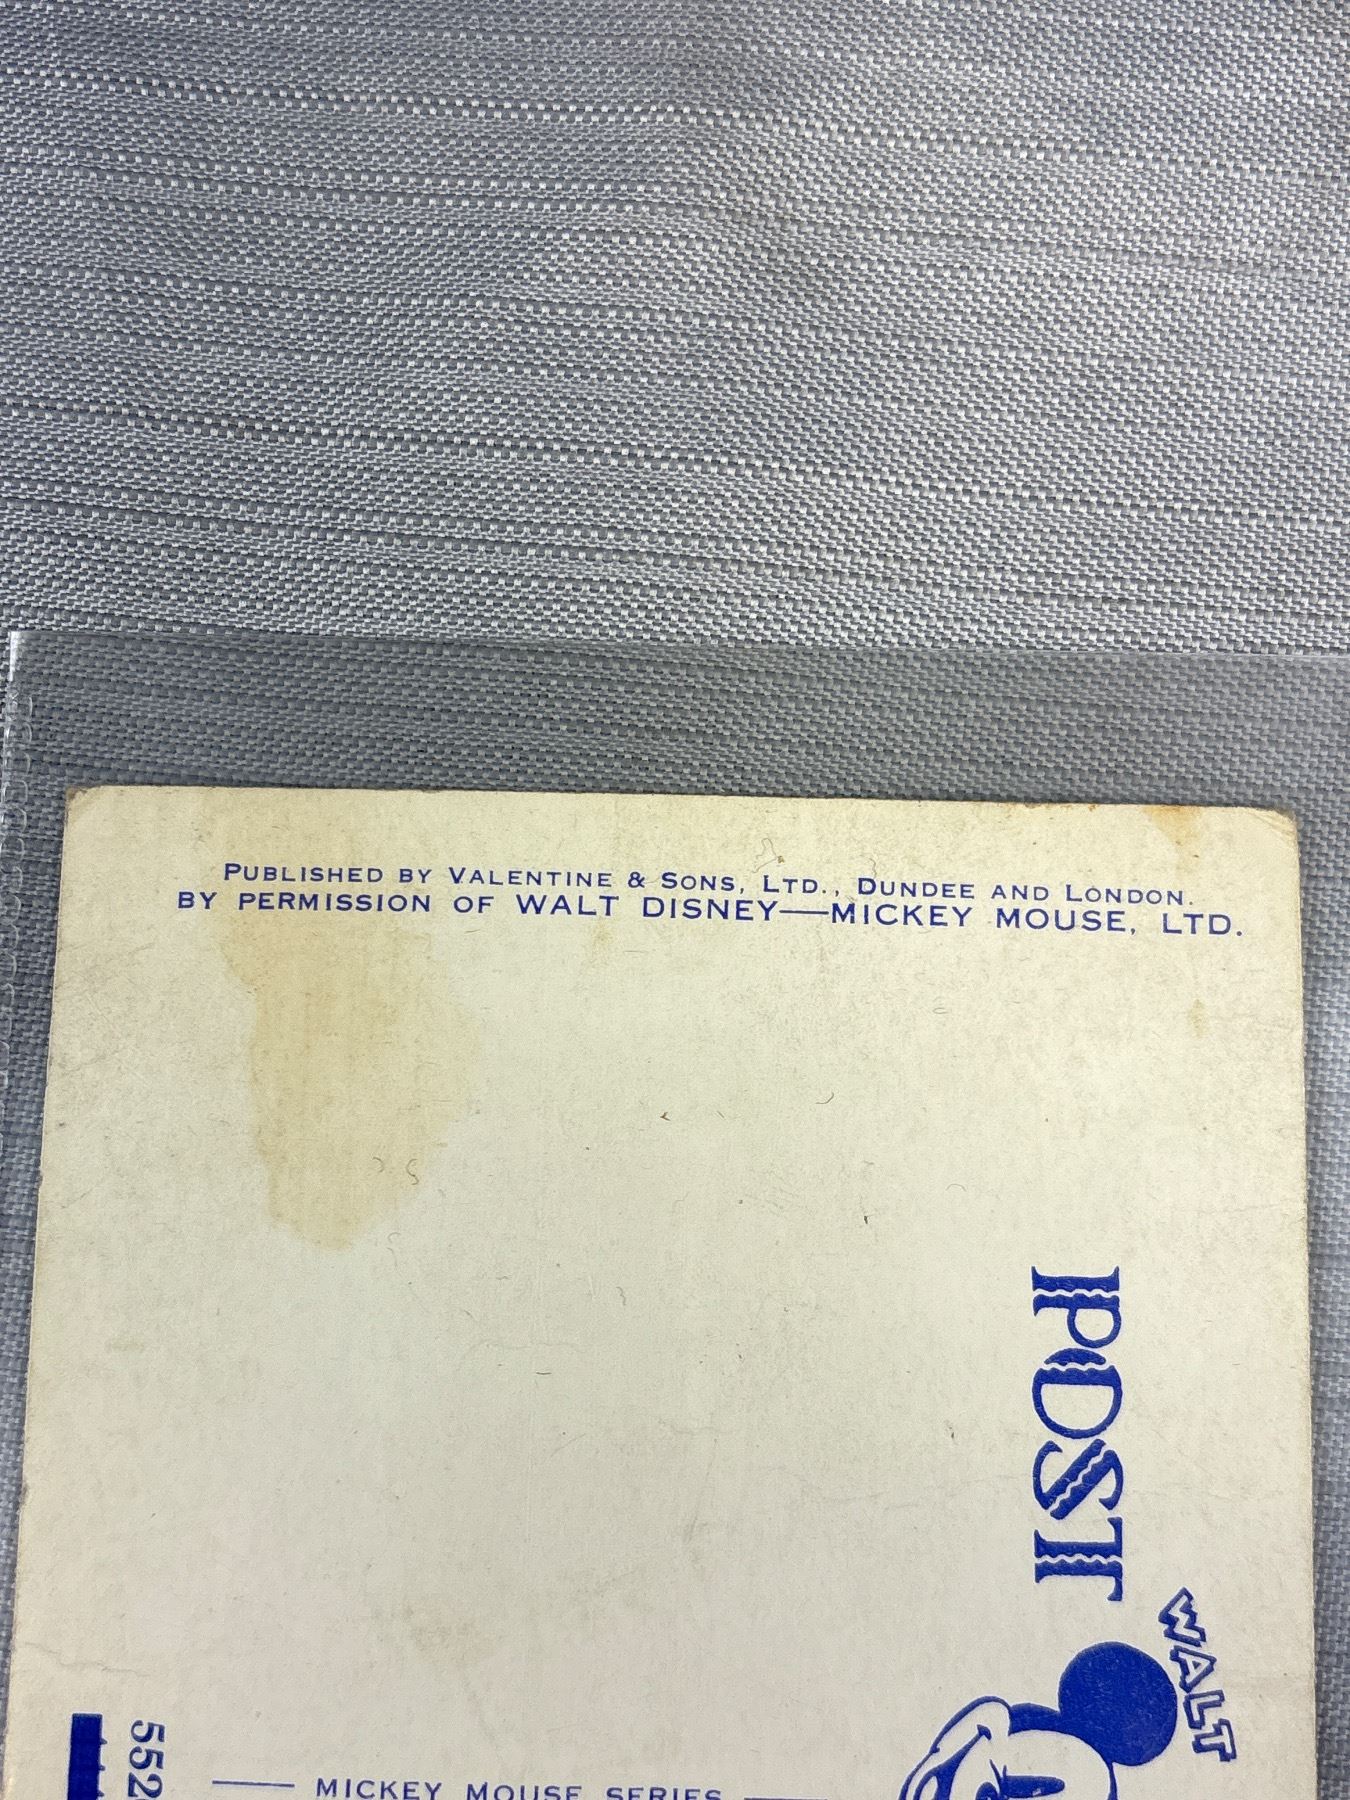 PUBLISHED BY VALENTINE & SONS, LTD., DUNDEE AND LONDON.
BY PERMISSION OF WALT DISNEY—MICKEY MOUSE, LTD.
POST
WALT
552
MICKEY MOUSE SERIES